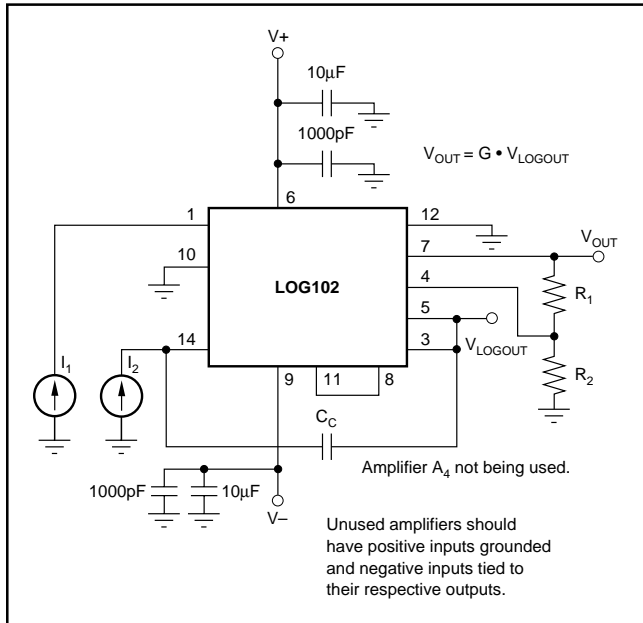 V+
10μF
1000pF
V_OUT = G • V_LOGOUT
6
1
12
7
V_OUT
10
LOG102
4
R_1
5
14
3
V_LOGOUT
I_1
I_2
9
11
8
R_2
C_C
Amplifier A_4 not being used.
1000pF
10μF
V–
Unused amplifiers should
have positive inputs grounded
and negative inputs tied to
their respective outputs.